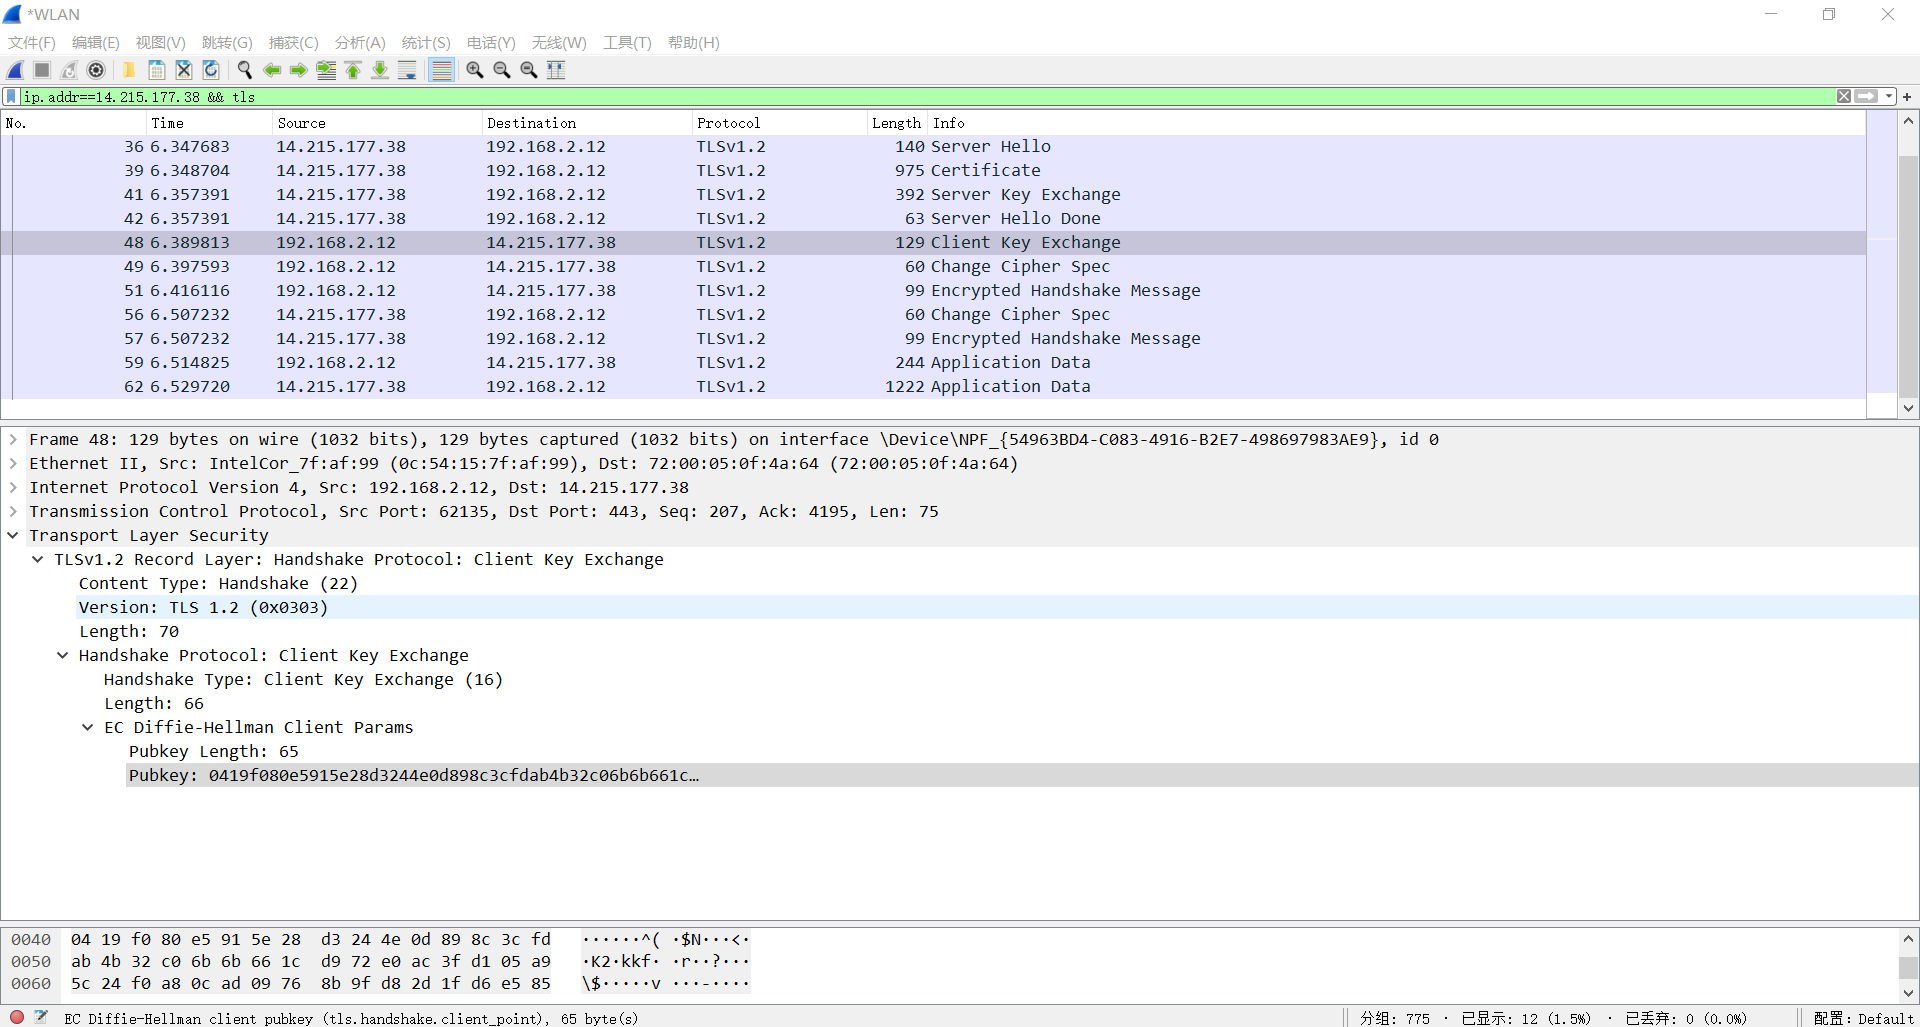 *WLAN
文件(F) 编辑(E) 视图(V) 跳转(G) 捕获(C) 分析(A) 统计(S) 电话(Y) 无线(W) 工具(T) 帮助(H)
ip.addr==14.215.177.38 && tls
No. Time Source Destination Protocol Length Info
36 6.347683 14.215.177.38 192.168.2.12 TLSv1.2 140 Server Hello
39 6.348704 14.215.177.38 192.168.2.12 TLSv1.2 975 Certificate
41 6.357391 14.215.177.38 192.168.2.12 TLSv1.2 392 Server Key Exchange
42 6.357391 14.215.177.38 192.168.2.12 TLSv1.2 63 Server Hello Done
48 6.389813 192.168.2.12 14.215.177.38 TLSv1.2 129 Client Key Exchange
49 6.397593 192.168.2.12 14.215.177.38 TLSv1.2 60 Change Cipher Spec
51 6.416116 192.168.2.12 14.215.177.38 TLSv1.2 99 Encrypted Handshake Message
56 6.507232 14.215.177.38 192.168.2.12 TLSv1.2 60 Change Cipher Spec
57 6.507232 14.215.177.38 192.168.2.12 TLSv1.2 99 Encrypted Handshake Message
59 6.514825 192.168.2.12 14.215.177.38 TLSv1.2 244 Application Data
62 6.529720 14.215.177.38 192.168.2.12 TLSv1.2 1222 Application Data
Frame 48: 129 bytes on wire (1032 bits), 129 bytes captured (1032 bits) on interface \Device\NPF_{54963BD4-C083-4916-B2E7-498697983AE9}, id 0
Ethernet II, Src: IntelCor_7f:af:99 (0c:54:15:7f:af:99), Dst: 72:00:05:0f:4a:64 (72:00:05:0f:4a:64)
Internet Protocol Version 4, Src: 192.168.2.12, Dst: 14.215.177.38
Transmission Control Protocol, Src Port: 62135, Dst Port: 443, Seq: 207, Ack: 4195, Len: 75
Transport Layer Security
TLSv1.2 Record Layer: Handshake Protocol: Client Key Exchange
Content Type: Handshake (22)
Version: TLS 1.2 (0x0303)
Length: 70
Handshake Protocol: Client Key Exchange
Handshake Type: Client Key Exchange (16)
Length: 66
EC Diffie-Hellman Client Params
Pubkey Length: 65
Pubkey: 0419f080e5915e28d3244e0d898c3cfdab4b32c06b6b661c…
0040 04 19 f0 80 e5 91 5e 28 d3 24 4e 0d 89 8c 3c fd ······^( ·$N···<·
0050 ab 4b 32 c0 6b 6b 66 1c d9 72 e0 ac 3f d1 05 a9 ·K2·kkf· ·r··?···
0060 5c 24 f0 a8 0c ad 09 76 8b 9f d8 2d 1f d6 e5 85 \$·····v ···-····
EC Diffie-Hellman client pubkey (tls.handshake.client_point), 65 byte(s) 分组: 775 · 已显示: 12 (1.5%) · 已丢弃: 0 (0.0%) 配置: Default